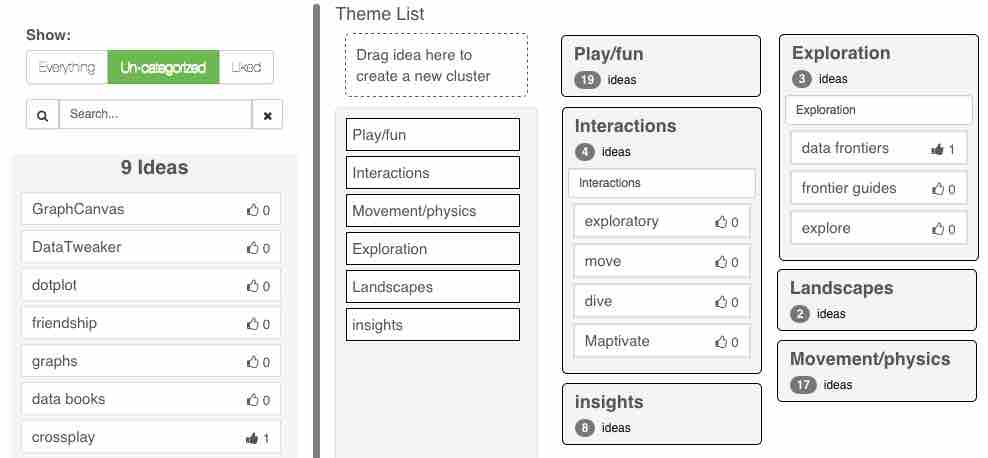 Show:
Everything Un-categorized Liked
Search...
9 Ideas
GraphCanvas 0
DataTweaker 0
dotplot 0
friendship 0
graphs 0
data books 0
crossplay 1
Theme List
Drag idea here to
create a new cluster
Play/fun
Interactions
Movement/physics
Exploration
Landscapes
insights
Play/fun
19 ideas
Interactions
4 ideas
Interactions
exploratory 0
move 0
dive 0
Maptivate 0
insights
8 ideas
Exploration
3 ideas
Exploration
data frontiers 1
frontier guides 0
explore 0
Landscapes
2 ideas
Movement/physics
17 ideas